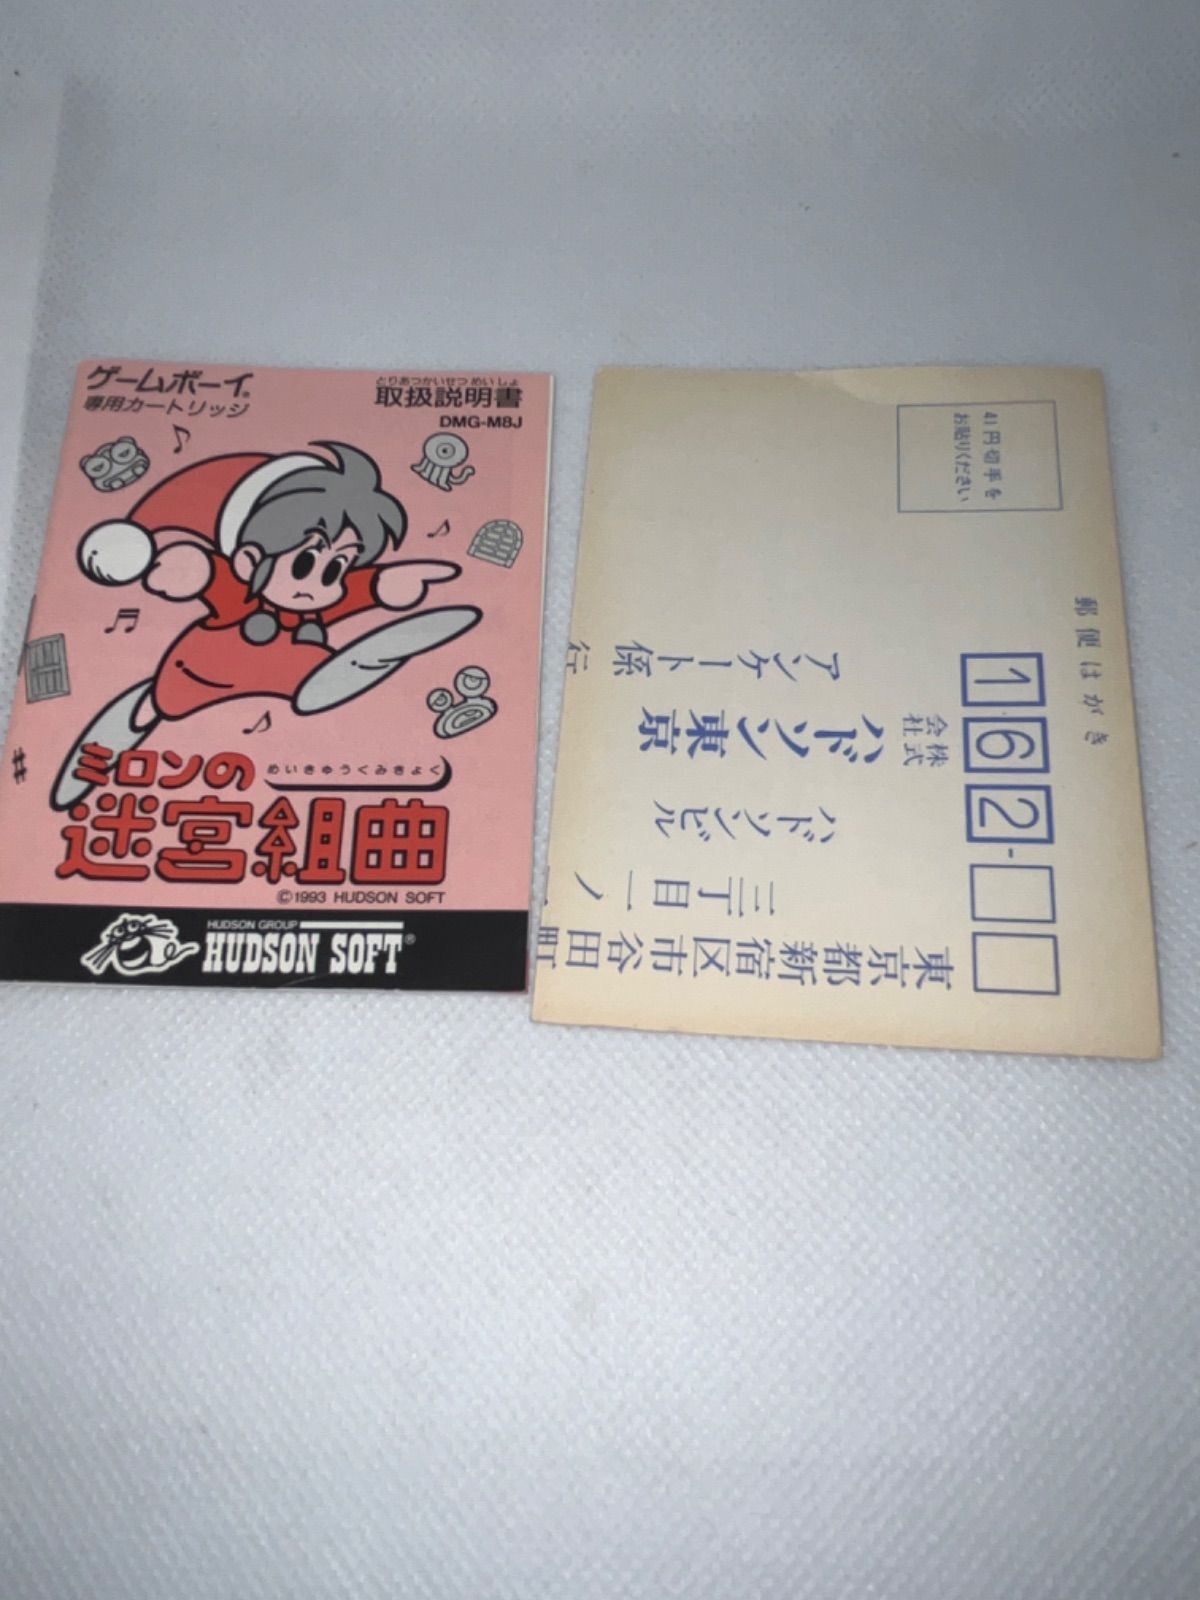 ゲームボーイ®
専用カートリッジ
とりあつかいせつめいしょ
取扱説明書
DMG-M8J
ミロンの
めいきゅうくみきょく
迷宮組曲
©1993 HUDSON SOFT
HUDSON GROUP
HUDSON SOFT®
41円切手を
お貼りください
郵便はがき
162-
東京都新宿区市谷田町
三丁目一ノ
ハドソンビル
株式
会社
ハドソン東京
アンケート係
行